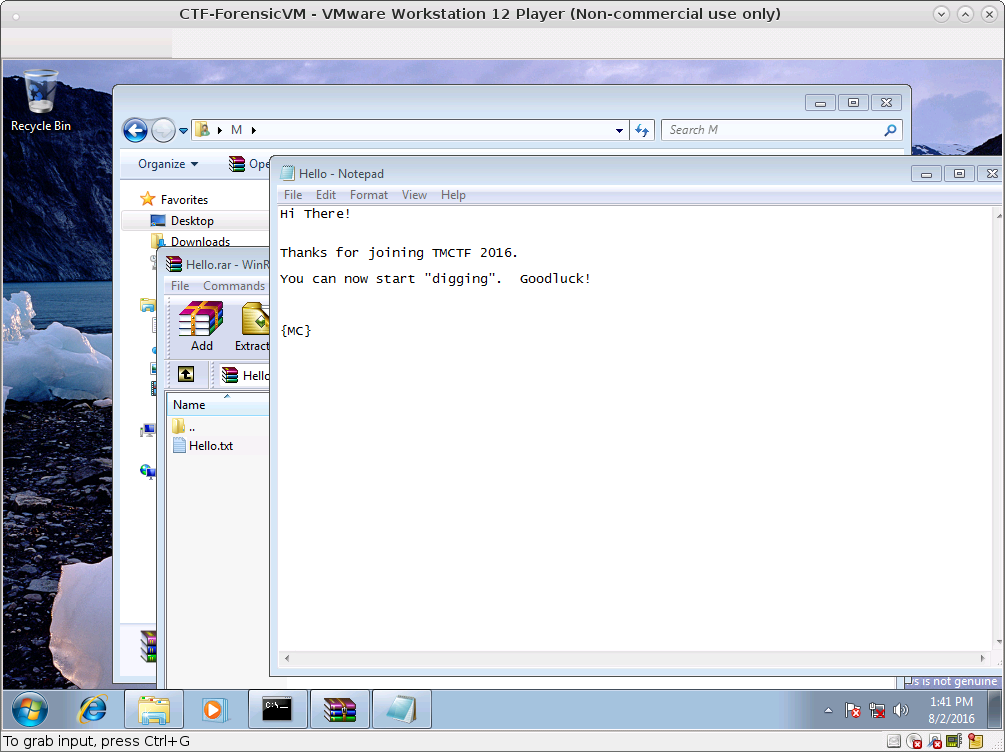 CTF-ForensicVM - VMware Workstation 12 Player (Non-commercial use only)
Recycle Bin
M
Search M
Organize
Ope
Hello - Notepad
File Edit Format View Help
Hi There!
Thanks for joining TMCTF 2016.
You can now start "digging".  Goodluck!
{MC}
Favorites
Desktop
Downloads
Hello.rar - WinR
File Commands
Add Extract
Hello
Name
..
Hello.txt
s is not genuine
C:\
1:41 PM
8/2/2016
To grab input, press Ctrl+G